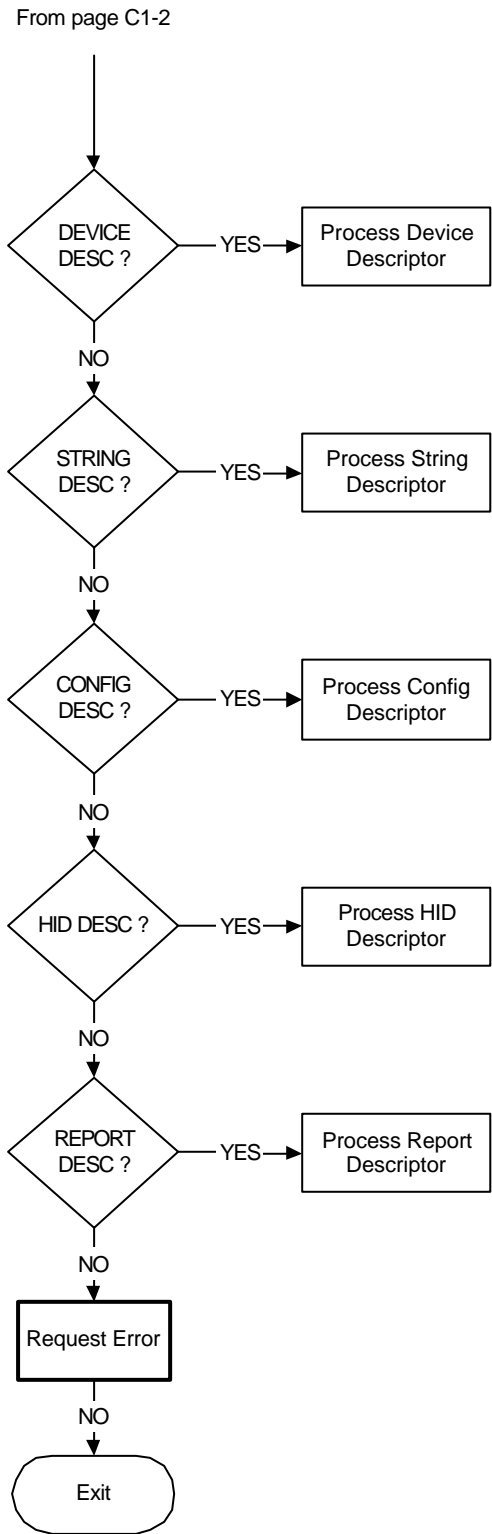 From page C1-2
DEVICE
DESC ?
YES
Process Device
Descriptor
NO
STRING
DESC ?
YES
Process String
Descriptor
NO
CONFIG
DESC ?
YES
Process Config
Descriptor
NO
HID DESC ?
YES
Process HID
Descriptor
NO
REPORT
DESC ?
YES
Process Report
Descriptor
NO
Request Error
NO
Exit